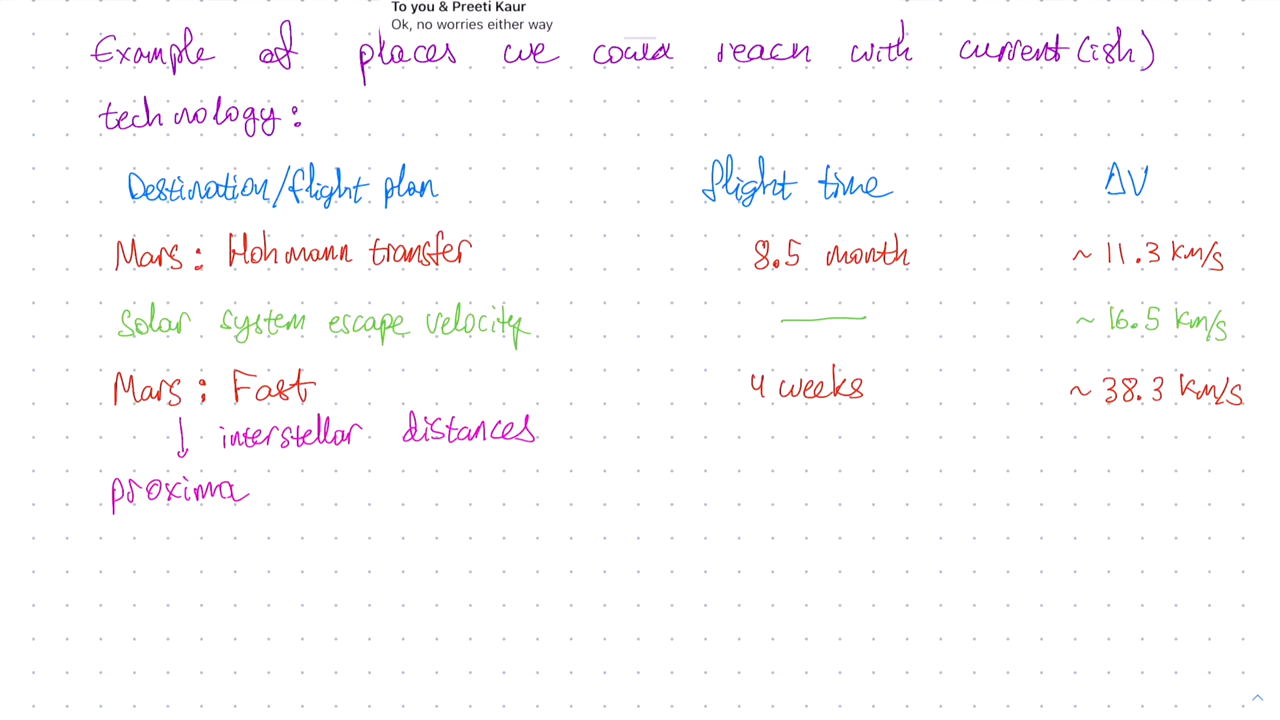 To you & Preeti Kaur
Ok, no worries either way
Example of places we could reach with current(ish)
technology:
Destination/flight plan flight time ΔV
Mars: Hohmann transfer 8.5 month ~ 11.3 km/s
Solar system escape velocity — ~ 16.5 km/s
Mars: Fast 4 weeks ~ 38.3 km/s
↓ interstellar distances
proxima